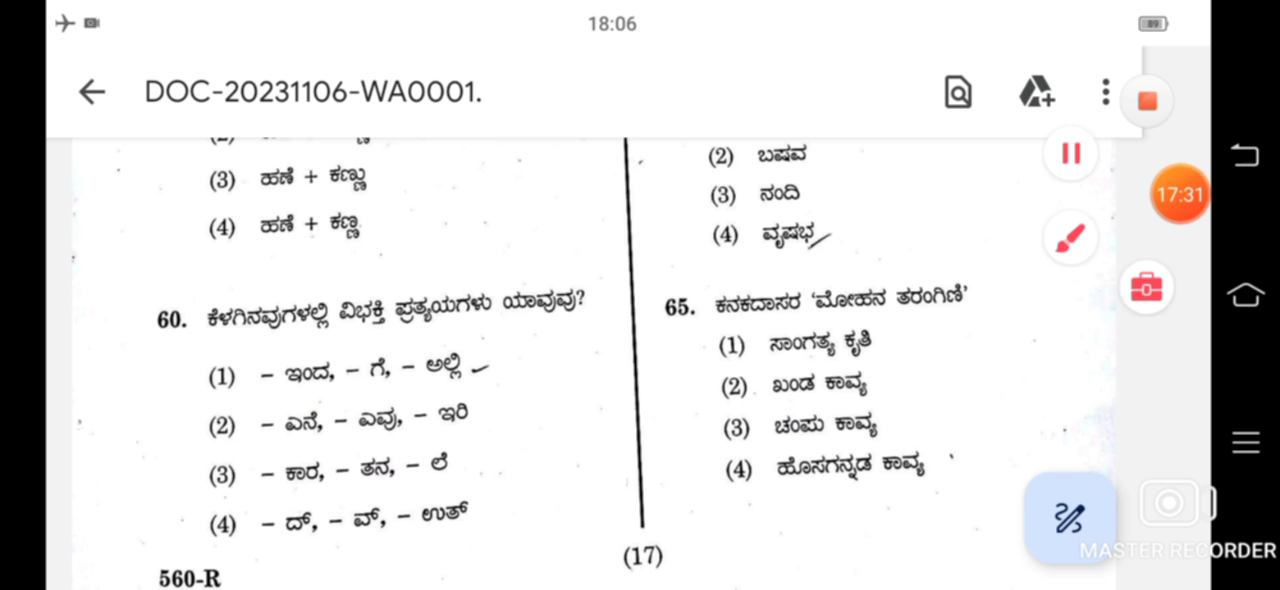 18:06
89
DOC-20231106-WA0001.
(3) ಹಣೆ + ಕಣ್ಣು
(4) ಹಣೆ + ಕಣ್ಣ
60. ಕೆಳಗಿನವುಗಳಲ್ಲಿ ವಿಭಕ್ತಿ ಪ್ರತ್ಯಯಗಳು ಯಾವುವು?
(1) – ಇಂದ, – ಗೆ, – ಅಲ್ಲಿ
(2) – ಎನೆ, – ಎವು, – ಇರಿ
(3) – ಕಾರ, – ತನ, – ಲೆ
(4) – ದ್, – ವ್, – ಉತ್
560-R
(2) ಬಷವ
(3) ನಂದಿ
(4) ವೃಷಭ
65. ಕನಕದಾಸರ ‘ಮೋಹನ ತರಂಗಿಣಿ’
(1) ಸಾಂಗತ್ಯ ಕೃತಿ
(2) ಖಂಡ ಕಾವ್ಯ
(3) ಚಂಪು ಕಾವ್ಯ
(4) ಹೊಸಗನ್ನಡ ಕಾವ್ಯ
(17)
17:31
MASTER RECORDER